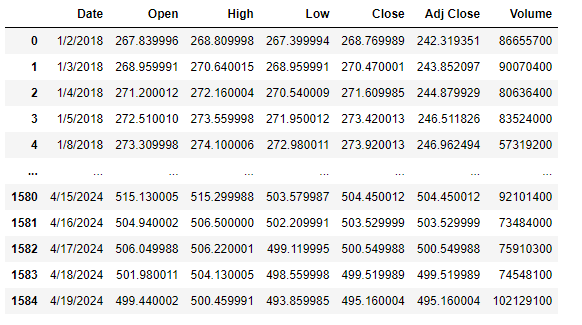 Date Open High Low Close Adj Close Volume
0 1/2/2018 267.839996 268.809998 267.399994 268.769989 242.319351 86655700
1 1/3/2018 268.959991 270.640015 268.959991 270.470001 243.852097 90070400
2 1/4/2018 271.200012 272.160004 270.540009 271.609985 244.879929 80636400
3 1/5/2018 272.510010 273.559998 271.950012 273.420013 246.511826 83524000
4 1/8/2018 273.309998 274.100006 272.980011 273.920013 246.962494 57319200
... ... ... ... ... ... ... ...
1580 4/15/2024 515.130005 515.299988 503.579987 504.450012 504.450012 92101400
1581 4/16/2024 504.940002 506.500000 502.209991 503.529999 503.529999 73484000
1582 4/17/2024 506.049988 506.220001 499.119995 500.549988 500.549988 75910300
1583 4/18/2024 501.980011 504.130005 498.559998 499.519989 499.519989 74548100
1584 4/19/2024 499.440002 500.459991 493.859985 495.160004 495.160004 102129100